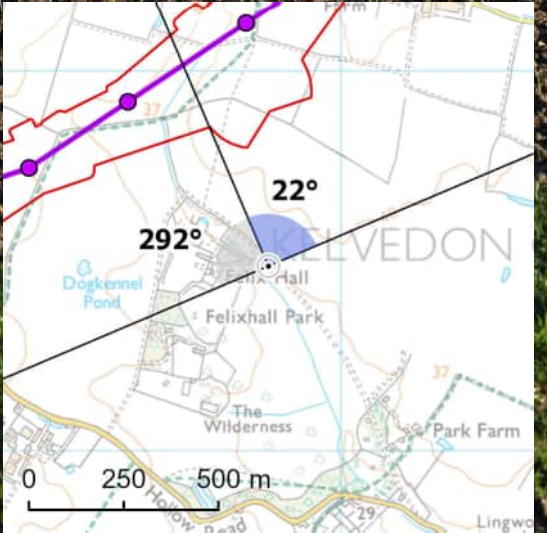 Farm
37
22°
292°
KELVEDON
Felix Hall
Dogkennel
Pond
Felixhall Park
37
The
Wilderness
Park Farm
0 250 500 m
Hollow Road
29
Lingwo